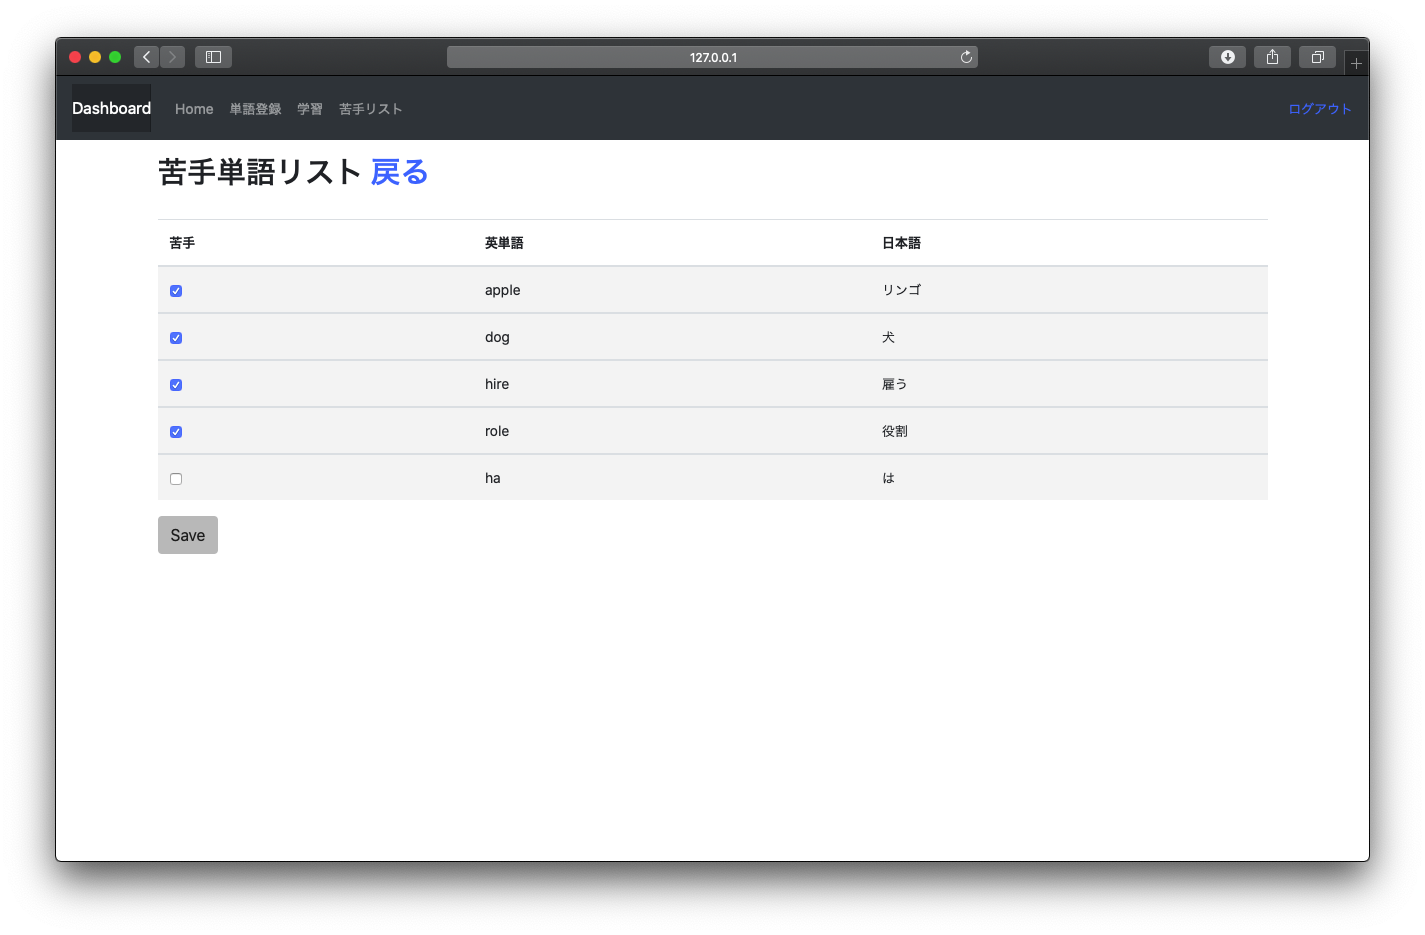 127.0.0.1
Dashboard Home 単語登録 学習 苦手リスト ログアウト
苦手単語リスト 戻る
苦手 英単語 日本語
apple リンゴ
dog 犬
hire 雇う
role 役割
ha は
Save